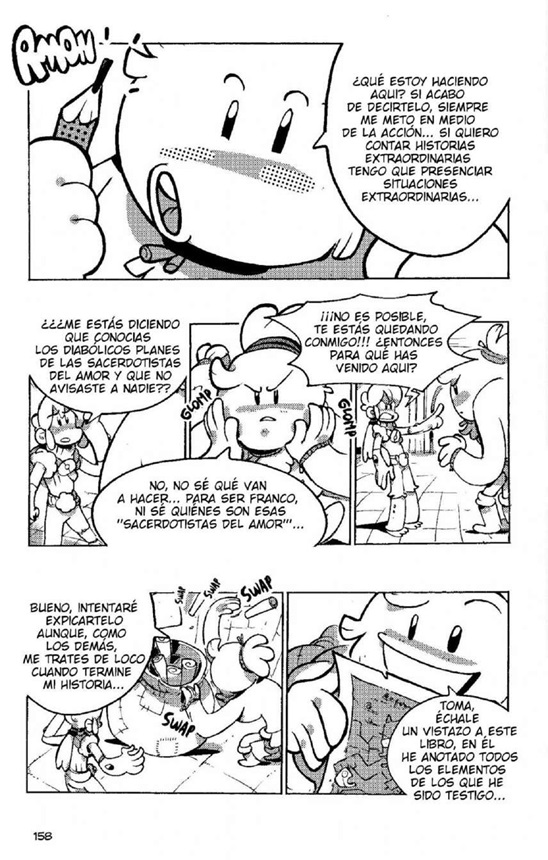 AMON
¿QUÉ ESTOY HACIENDO
AQUI? SI ACABO
DE DECIRTELO, SIEMPRE
ME METO EN MEDIO
DE LA ACCIÓN... SI QUIERO
CONTAR HISTORIAS
EXTRAORDINARIAS
TENGO QUE PRESENCIAR
SITUACIONES
EXTRAORDINARIAS...
¿¿¿ME ESTÁS DICIENDO
QUE CONOCIAS
LOS DIABÓLICOS PLANES
DE LAS SACERDOTISTAS
DEL AMOR Y QUE NO
AVISASTE A NADIE??
GLOMP
NO, NO SÉ QUÉ VAN
A HACER... PARA SER FRANCO,
NI SÉ QUIÉNES SON ESAS
"SACERDOTISTAS DEL AMOR"...
¡¡¡NO ES POSIBLE,
TE ESTÁS QUEDANDO
CONMIGO!!! ¿ENTONCES
PARA QUÉ HAS
VENIDO AQUI?
GLOMP
BUENO, INTENTARÉ
EXPICARTELO
AUNQUE, COMO
LOS DEMÁS,
ME TRATES DE LOCO
CUANDO TERMINE
MI HISTORIA...
SWAP
SWAP
SWAP
SWAP
TOMA,
ÉCHALE
UN VISTAZO A ESTE
LIBRO, EN ÉL
HE ANOTADO TODOS
LOS ELEMENTOS
DE LOS QUE HE
SIDO TESTIGO...
158